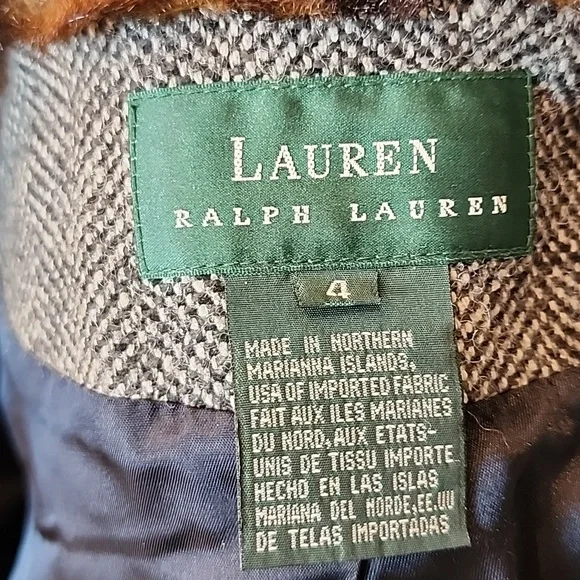 LAUREN
RALPH LAUREN
4
MADE IN NORTHERN
MARIANNA ISLANDS,
USA OF IMPORTED FABRIC
FAIT AUX ILES MARIANES
DU NORD,AUX ETATS-
UNIS DE TISSU IMPORTE
HECHO EN LAS ISLAS
MARIANA DEL NORDE,EE.UU
DE TELAS IMPORTADAS